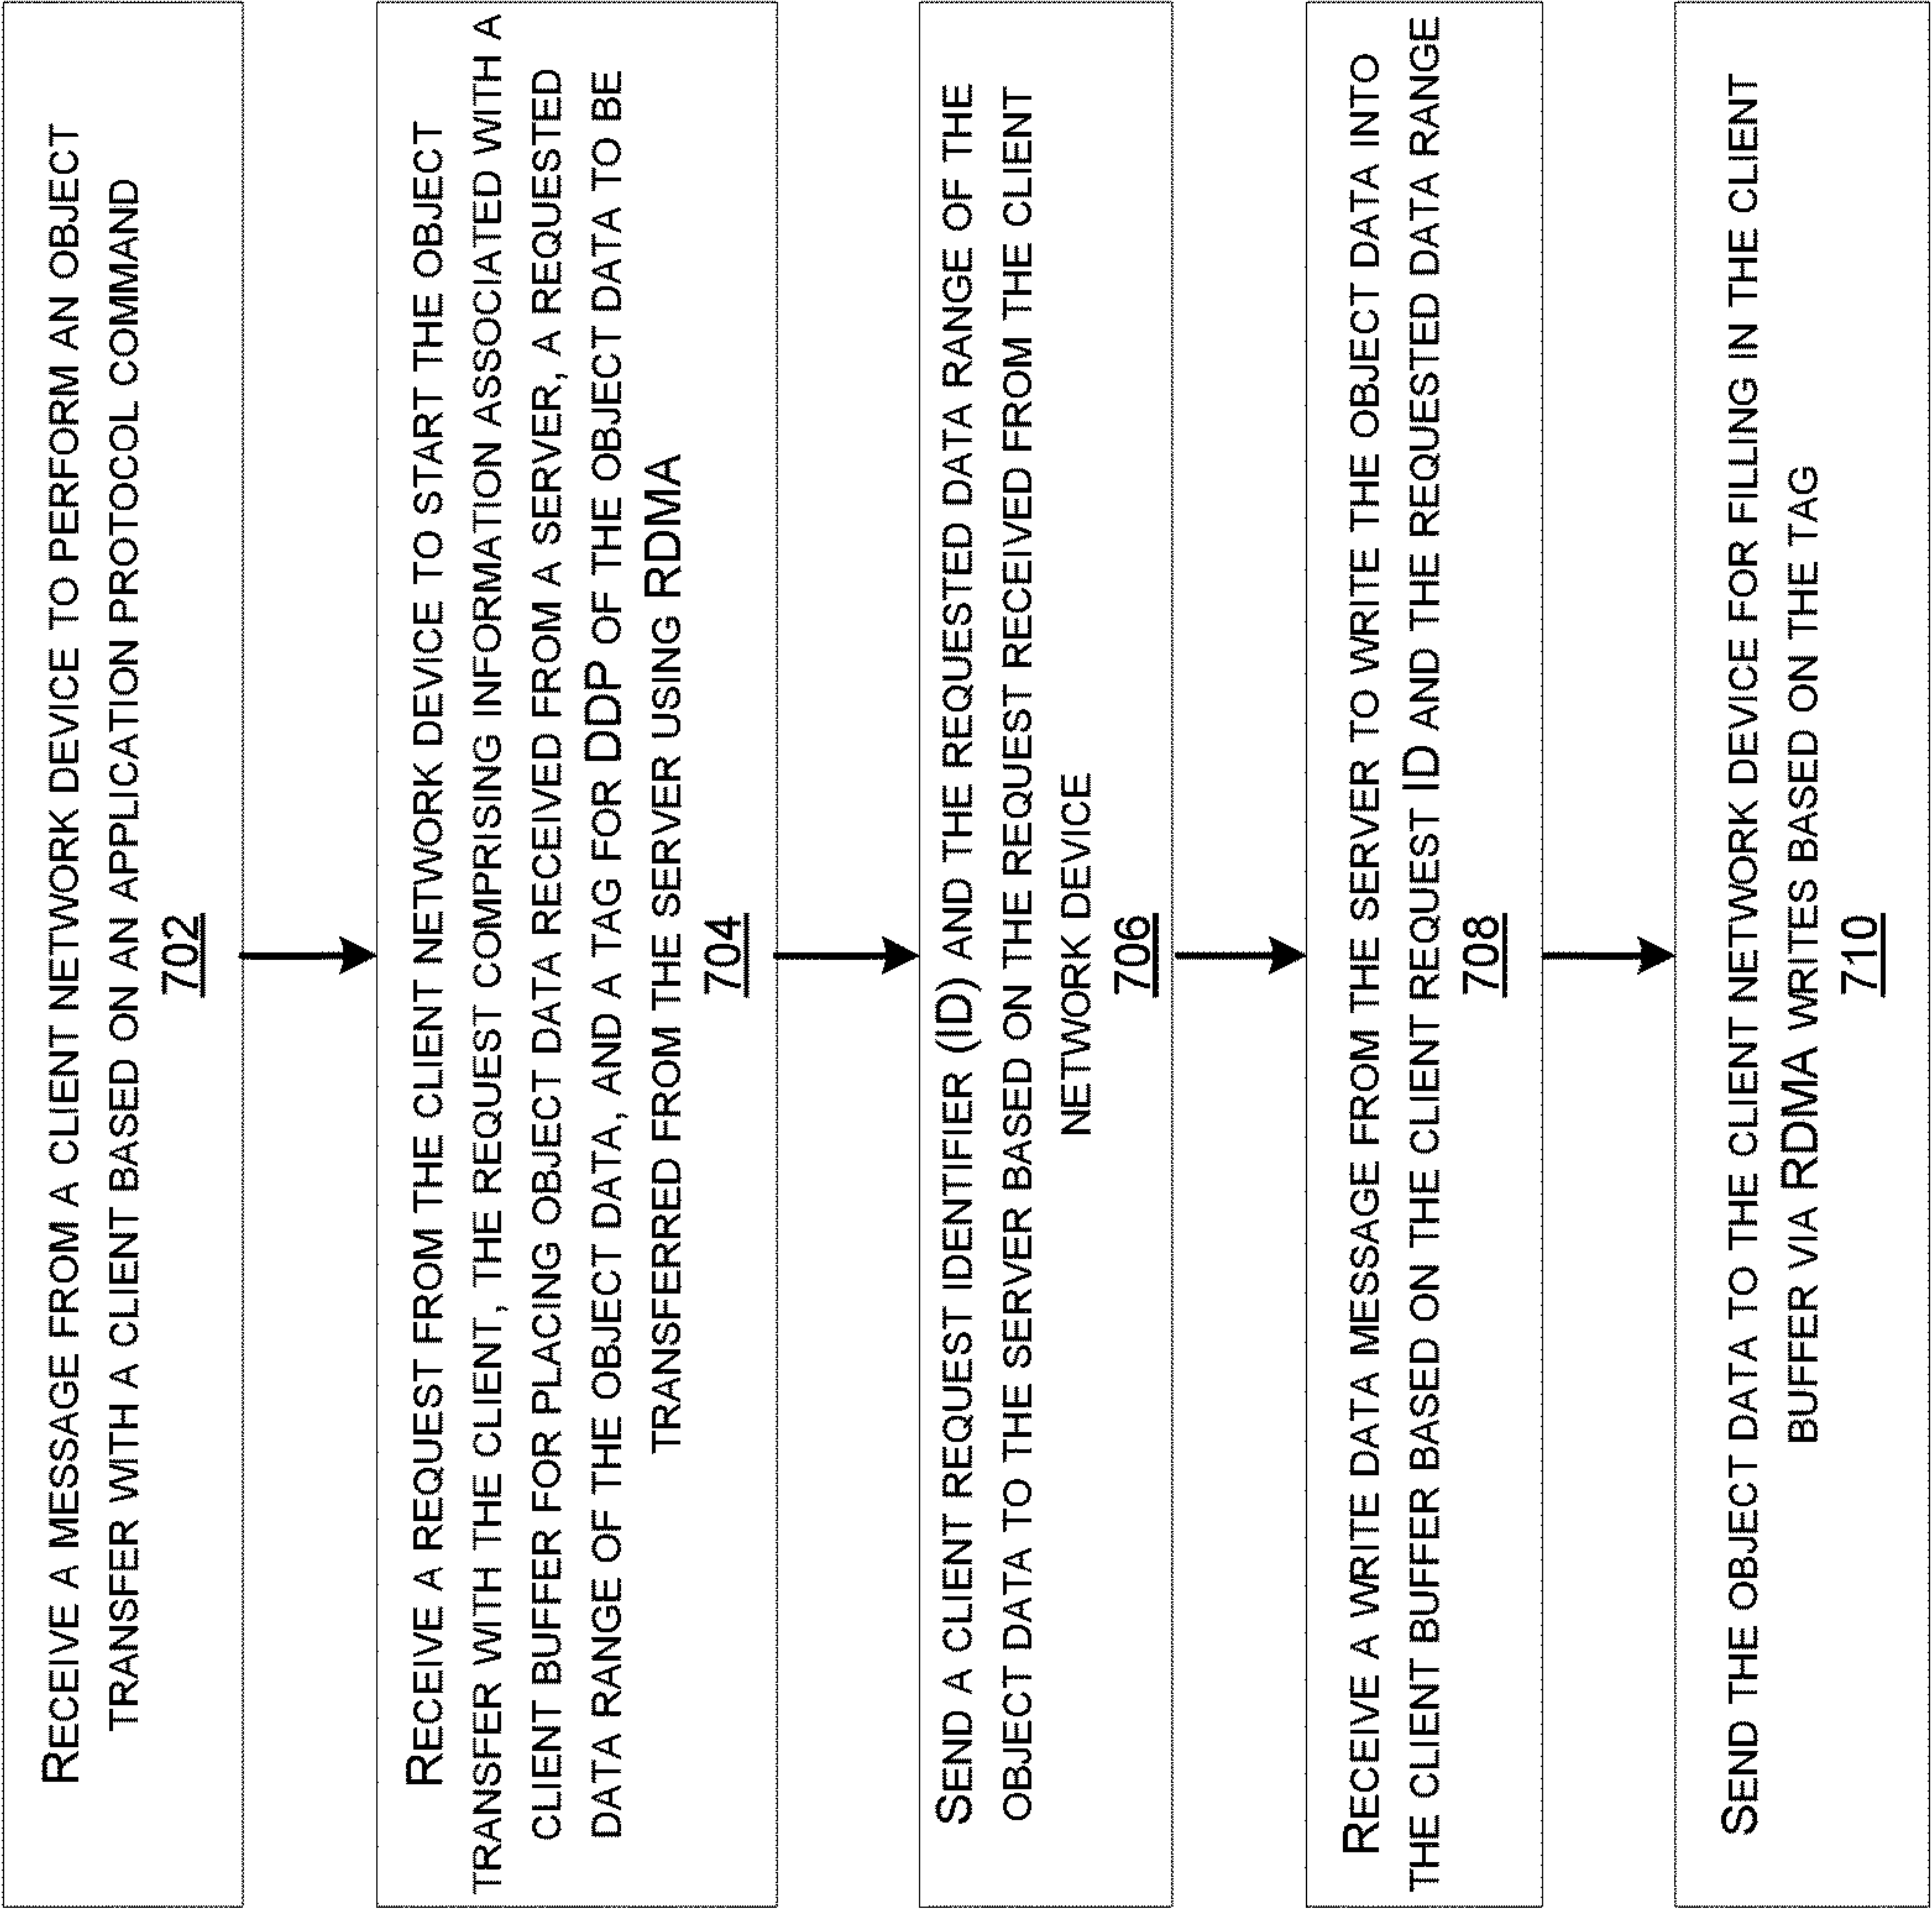 RECEIVE A MESSAGE FROM A CLIENT NETWORK DEVICE TO PERFORM AN OBJECT
TRANSFER WITH A CLIENT BASED ON AN APPLICATION PROTOCOL COMMAND
702
RECEIVE A REQUEST FROM THE CLIENT NETWORK DEVICE TO START THE OBJECT
TRANSFER WITH THE CLIENT, THE REQUEST COMPRISING INFORMATION ASSOCIATED WITH A
CLIENT BUFFER FOR PLACING OBJECT DATA RECEIVED FROM A SERVER, A REQUESTED
DATA RANGE OF THE OBJECT DATA, AND A TAG FOR DDP OF THE OBJECT DATA TO BE
TRANSFERRED FROM THE SERVER USING RDMA
704
SEND A CLIENT REQUEST IDENTIFIER (ID) AND THE REQUESTED DATA RANGE OF THE
OBJECT DATA TO THE SERVER BASED ON THE REQUEST RECEIVED FROM THE CLIENT
NETWORK DEVICE
706
RECEIVE A WRITE DATA MESSAGE FROM THE SERVER TO WRITE THE OBJECT DATA INTO
THE CLIENT BUFFER BASED ON THE CLIENT REQUEST ID AND THE REQUESTED DATA RANGE
708
SEND THE OBJECT DATA TO THE CLIENT NETWORK DEVICE FOR FILLING IN THE CLIENT
BUFFER VIA RDMA WRITES BASED ON THE TAG
710